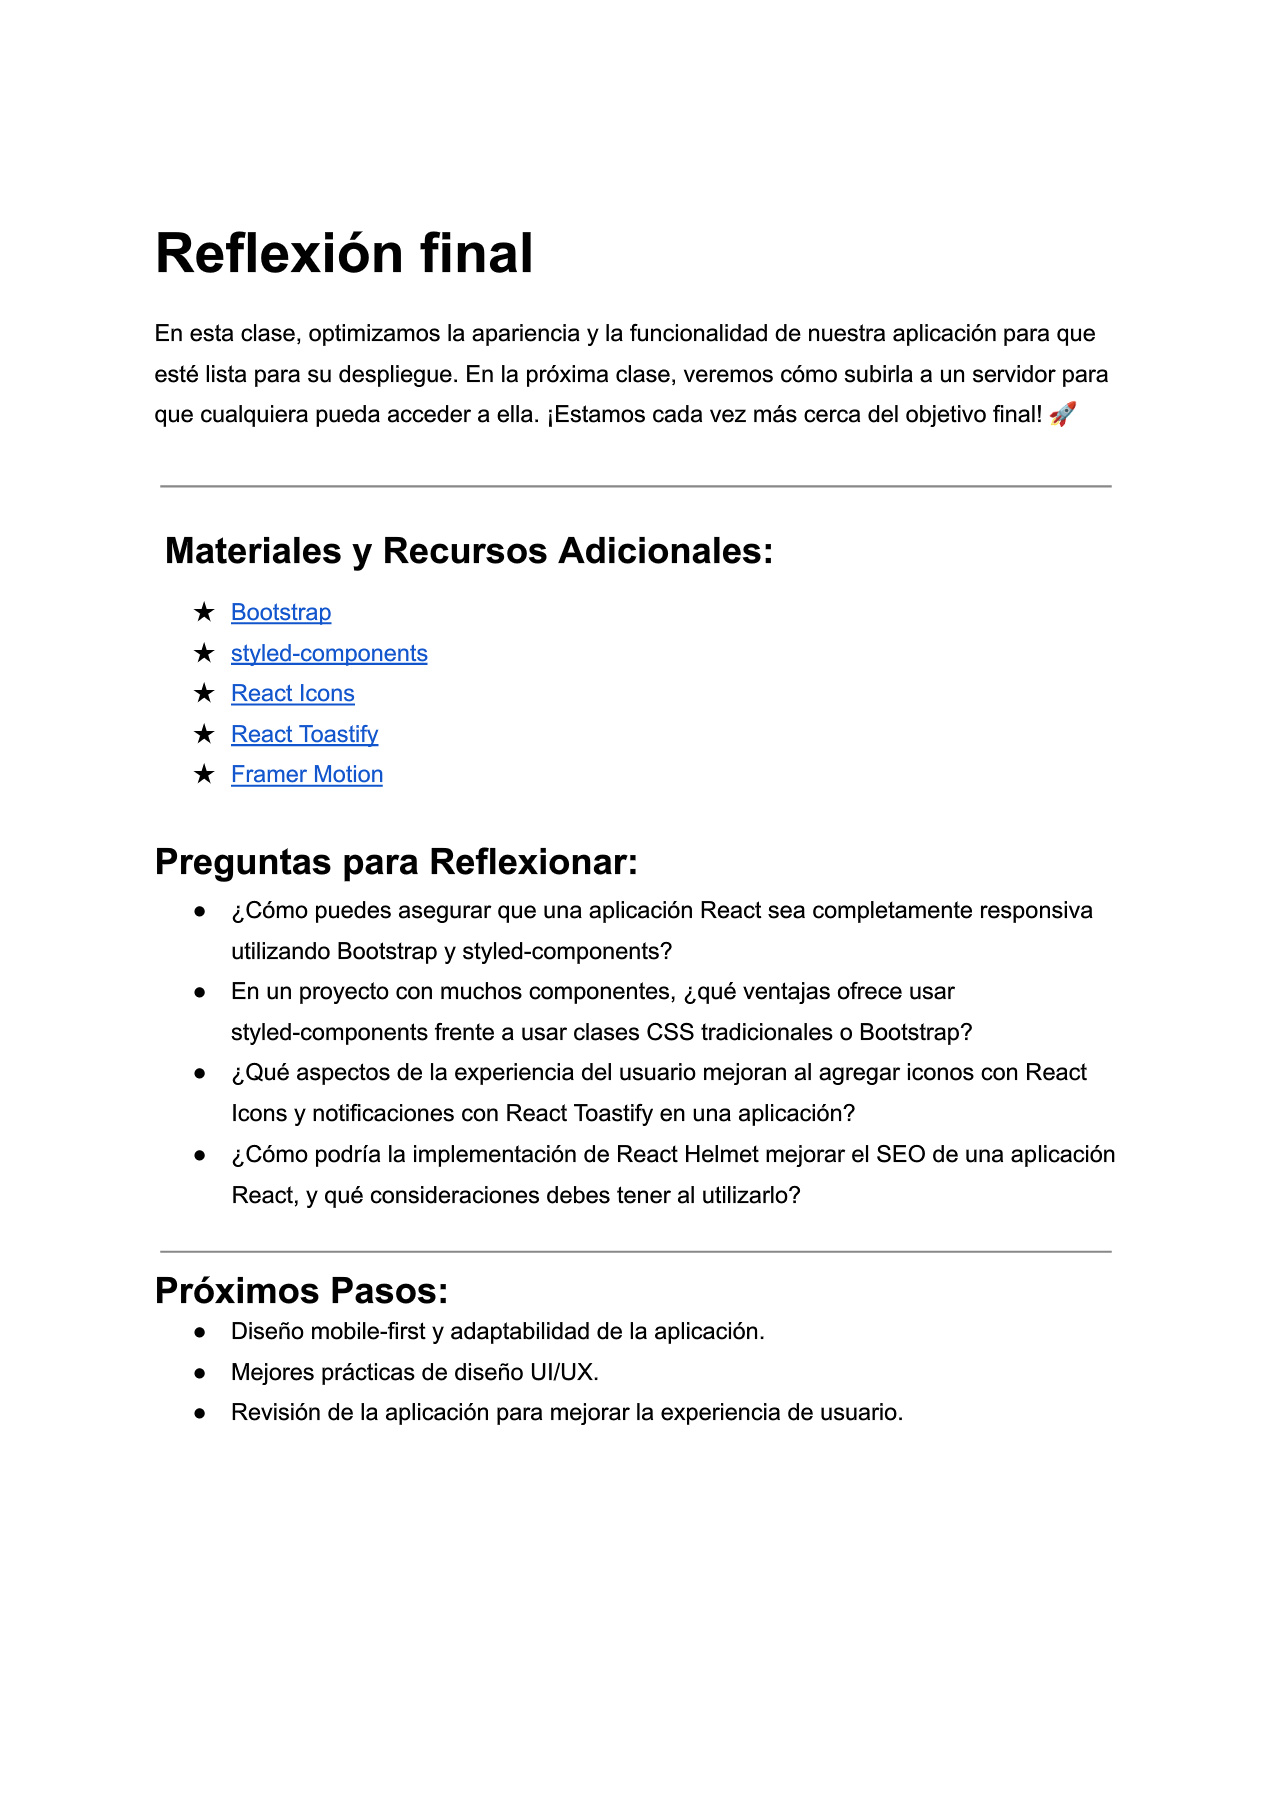 Reflexión final
En esta clase, optimizamos la apariencia y la funcionalidad de nuestra aplicación para que
esté lista para su despliegue. En la próxima clase, veremos cómo subirla a un servidor para
que cualquiera pueda acceder a ella. ¡Estamos cada vez más cerca del objetivo final! 🚀
Materiales y Recursos Adicionales:
★ Bootstrap
★ styled-components
★ React Icons
★ React Toastify
★ Framer Motion
Preguntas para Reflexionar:
● ¿Cómo puedes asegurar que una aplicación React sea completamente responsiva
utilizando Bootstrap y styled-components?
● En un proyecto con muchos componentes, ¿qué ventajas ofrece usar
styled-components frente a usar clases CSS tradicionales o Bootstrap?
● ¿Qué aspectos de la experiencia del usuario mejoran al agregar iconos con React
Icons y notificaciones con React Toastify en una aplicación?
● ¿Cómo podría la implementación de React Helmet mejorar el SEO de una aplicación
React, y qué consideraciones debes tener al utilizarlo?
Próximos Pasos:
● Diseño mobile-first y adaptabilidad de la aplicación.
● Mejores prácticas de diseño UI/UX.
● Revisión de la aplicación para mejorar la experiencia de usuario.